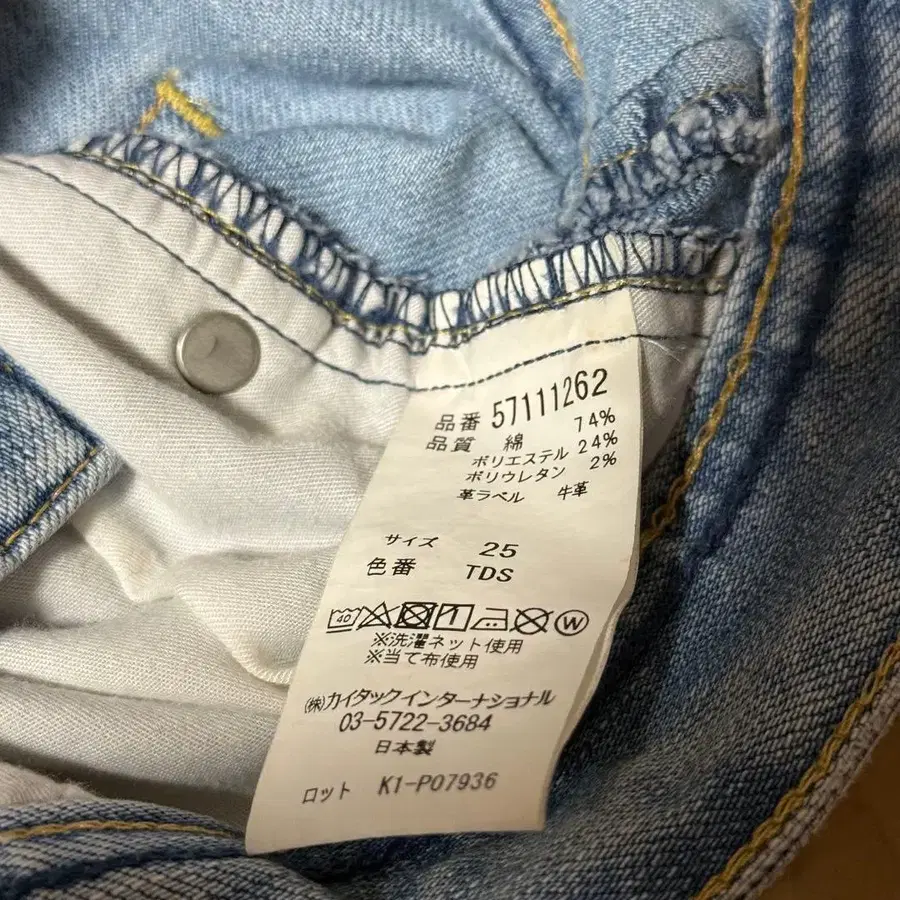 品番 57111262
品質 綿 74%
ポリエステル 24%
ポリウレタン 2%
革ラベル 牛革
サイズ 25
色番 TDS
40 W
※洗濯ネット使用
※当て布使用
㈱カイタックインターナショナル
03-5722-3684
日本製
ロット K1-P07936